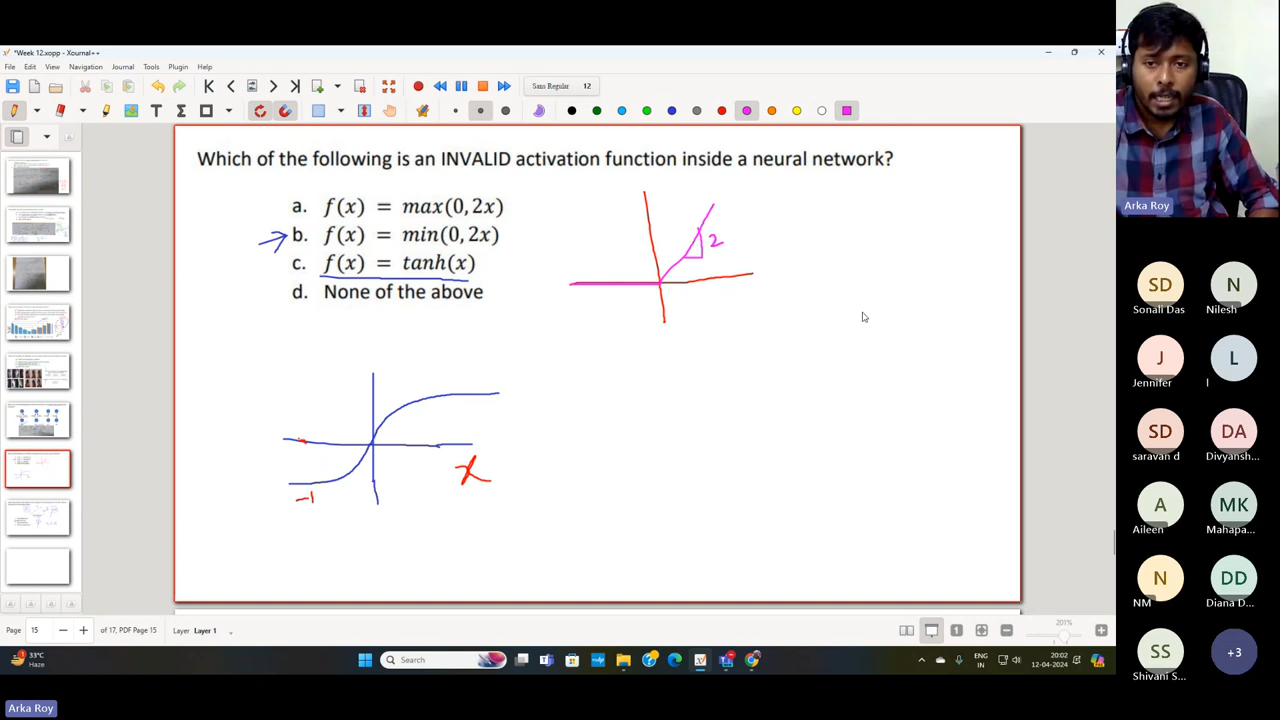 *Week 12.xopp - Xournal++
File Edit View Navigation Journal Tools Plugin Help
Sans Regular 12
Which of the following is an INVALID activation function inside a neural network?
a. f(x) = max(0, 2x)
b. f(x) = min(0, 2x)
c. f(x) = tanh(x)
d. None of the above
2
x
-1
Page 15 of 17, PDF Page 15 Layer Layer 1
201%
33°C
Haze
Search
ENG
IN
20:02
12-04-2024
Arka Roy
Arka Roy
SD
Sonali Das
N
Nilesh
J
Jennifer
L
l
SD
saravan d
DA
Divyansh...
A
Aileen
MK
Mahapa...
N
NM
DD
Diana D...
SS
Shivani S...
+3